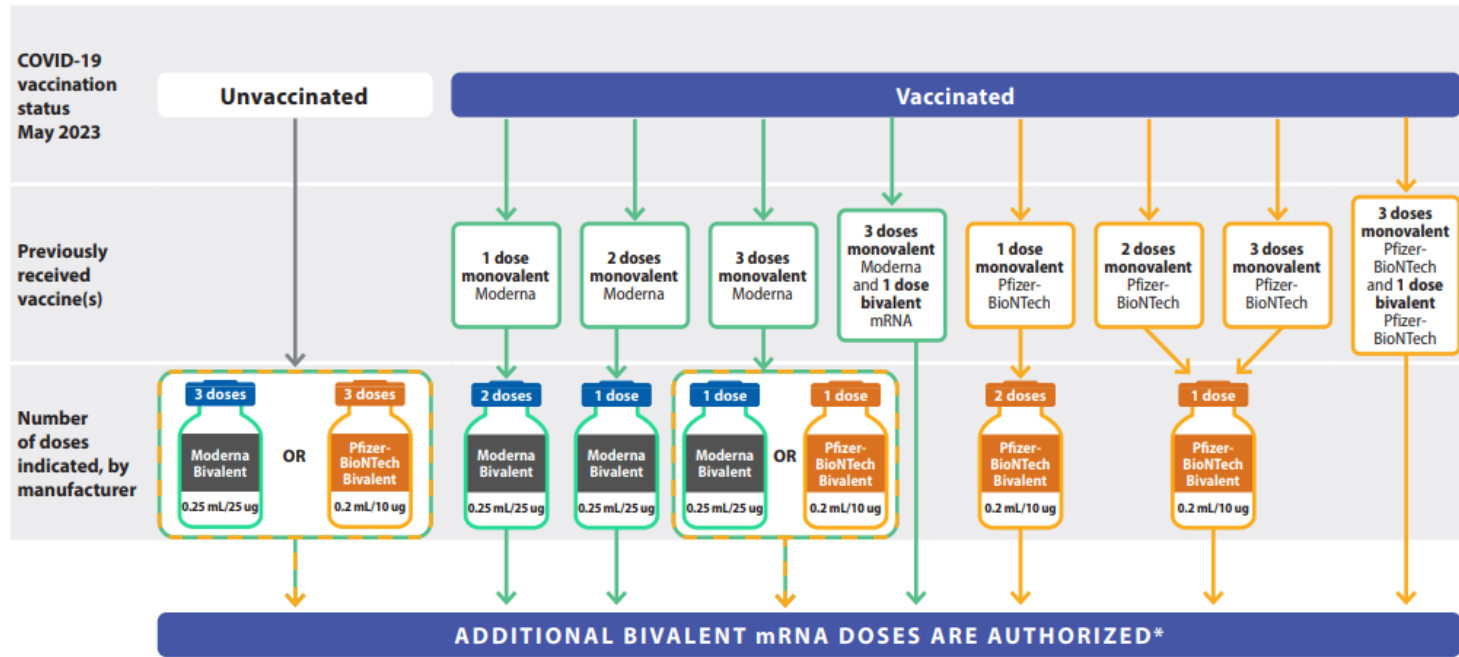 COVID-19
vaccination
status
May 2023
Unvaccinated
Vaccinated
Previously
received
vaccine(s)
1 dose
monovalent
Moderna
2 doses
monovalent
Moderna
3 doses
monovalent
Moderna
3 doses
monovalent
Moderna
and 1 dose
bivalent
mRNA
1 dose
monovalent
Pfizer-
BioNTech
2 doses
monovalent
Pfizer-
BioNTech
3 doses
monovalent
Pfizer-
BioNTech
3 doses
monovalent
Pfizer-
BioNTech
and 1 dose
bivalent
Pfizer-
BioNTech
Number
of doses
indicated, by
manufacturer
3 doses
Moderna
Bivalent
0.25 mL/25 ug
OR
3 doses
Pfizer-
BioNTech
Bivalent
0.2 mL/10 ug
2 doses
Moderna
Bivalent
0.25 mL/25 ug
1 dose
Moderna
Bivalent
0.25 mL/25 ug
1 dose
Moderna
Bivalent
0.25 mL/25 ug
OR
1 dose
Pfizer-
BioNTech
Bivalent
0.2 mL/10 ug
2 doses
Pfizer-
BioNTech
Bivalent
0.2 mL/10 ug
1 dose
Pfizer-
BioNTech
Bivalent
0.2 mL/10 ug
ADDITIONAL BIVALENT mRNA DOSES ARE AUTHORIZED*